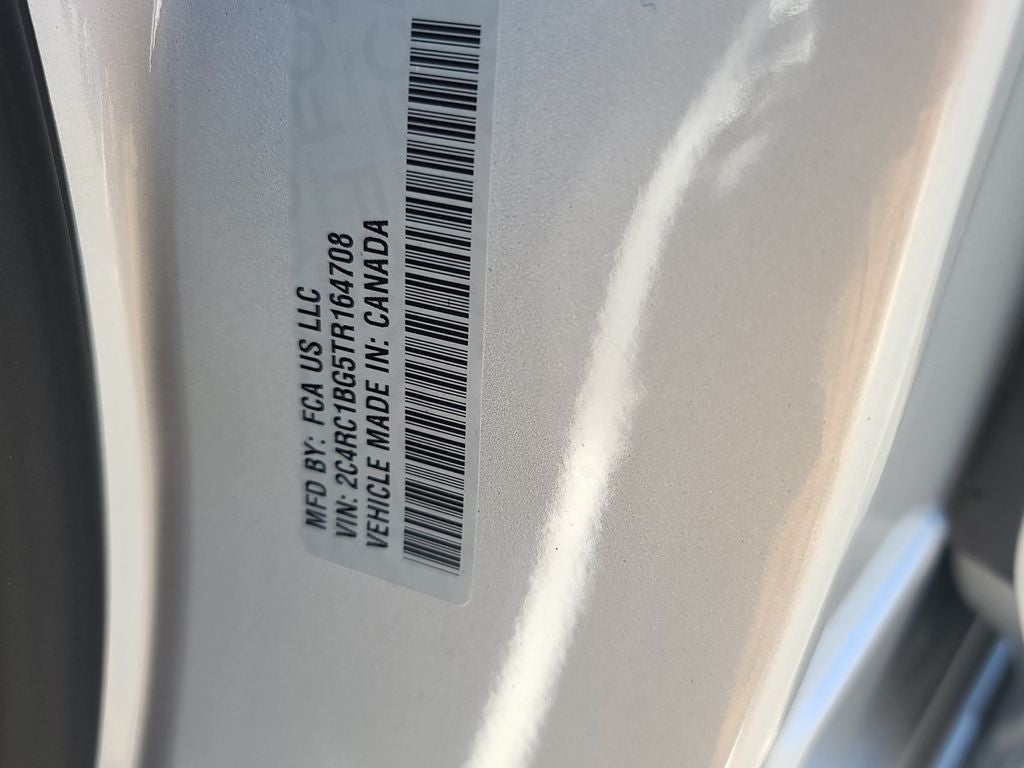 MFD BY: FCA US LLC
VIN: 2C4RC1BG5TR164708
VEHICLE MADE IN: CANADA